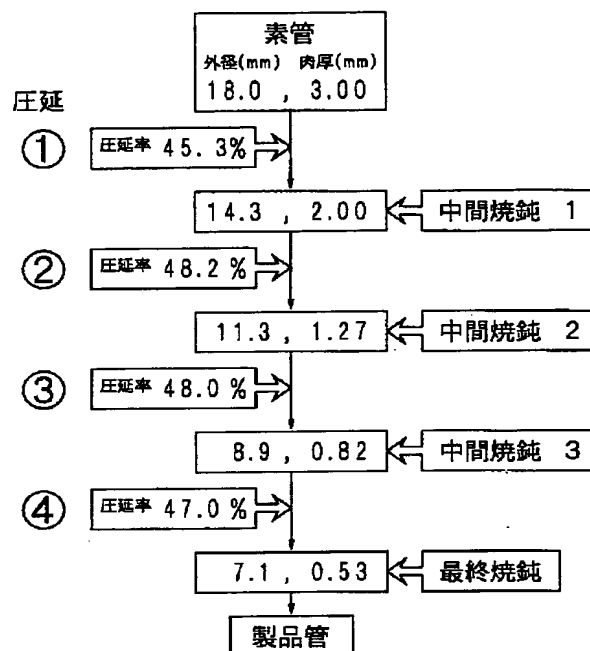 素管
外径(mm) 肉厚(mm)
18.0 , 3.00
圧延
①
圧延率 45.3%
14.3 , 2.00
中間焼鈍 1
②
圧延率 48.2 %
11.3 , 1.27
中間焼鈍 2
③
圧延率 48.0 %
8.9 , 0.82
中間焼鈍 3
④
圧延率 47.0 %
7.1 , 0.53
最終焼鈍
製品管